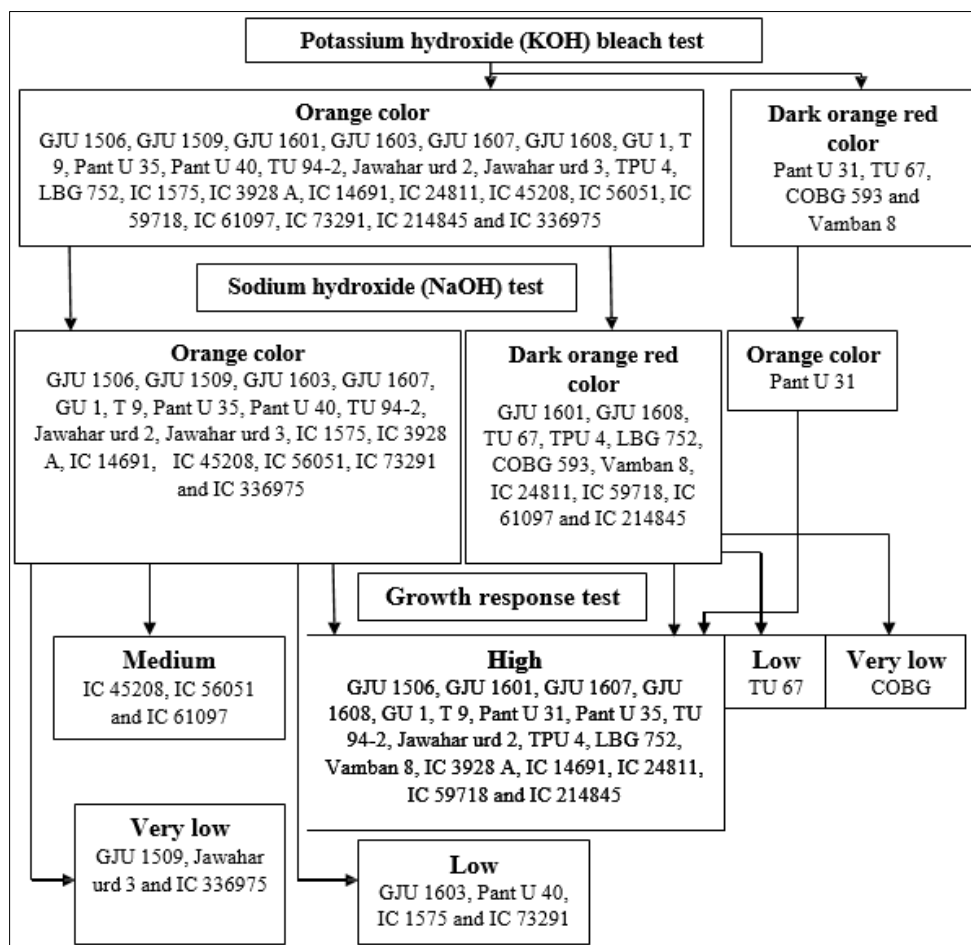 Potassium hydroxide (KOH) bleach test
Orange color
GJU 1506, GJU 1509, GJU 1601, GJU 1603, GJU 1607, GJU 1608, GU 1, T
9, Pant U 35, Pant U 40, TU 94-2, Jawahar urd 2, Jawahar urd 3, TPU 4,
LBG 752, IC 1575, IC 3928 A, IC 14691, IC 24811, IC 45208, IC 56051, IC
59718, IC 61097, IC 73291, IC 214845 and IC 336975
Dark orange red
color
Pant U 31, TU 67,
COBG 593 and
Vamban 8
Sodium hydroxide (NaOH) test
Orange color
GJU 1506, GJU 1509, GJU 1603, GJU 1607,
GU 1, T 9, Pant U 35, Pant U 40, TU 94-2,
Jawahar urd 2, Jawahar urd 3, IC 1575, IC 3928
A, IC 14691, IC 45208, IC 56051, IC 73291
and IC 336975
Dark orange red
color
GJU 1601, GJU 1608,
TU 67, TPU 4, LBG 752,
COBG 593, Vamban 8,
IC 24811, IC 59718, IC
61097 and IC 214845
Orange color
Pant U 31
Growth response test
Medium
IC 45208, IC 56051
and IC 61097
High
GJU 1506, GJU 1601, GJU 1607, GJU
1608, GU 1, T 9, Pant U 31, Pant U 35, TU
94-2, Jawahar urd 2, TPU 4, LBG 752,
Vamban 8, IC 3928 A, IC 14691, IC 24811,
IC 59718 and IC 214845
Low
TU 67
Very low
COBG
Very low
GJU 1509, Jawahar
urd 3 and IC 336975
Low
GJU 1603, Pant U 40,
IC 1575 and IC 73291